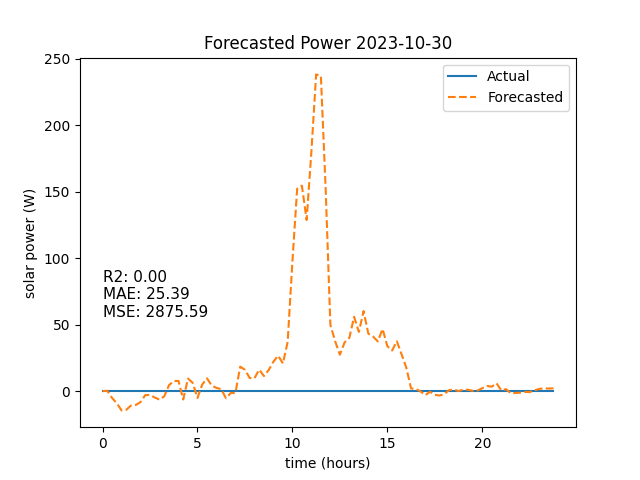 Forecasted Power 2023-10-30
Actual
Forecasted
R2: 0.00
MAE: 25.39
MSE: 2875.59
solar power (W)
250
200
150
100
50
0
0 5 10 15 20
time (hours)